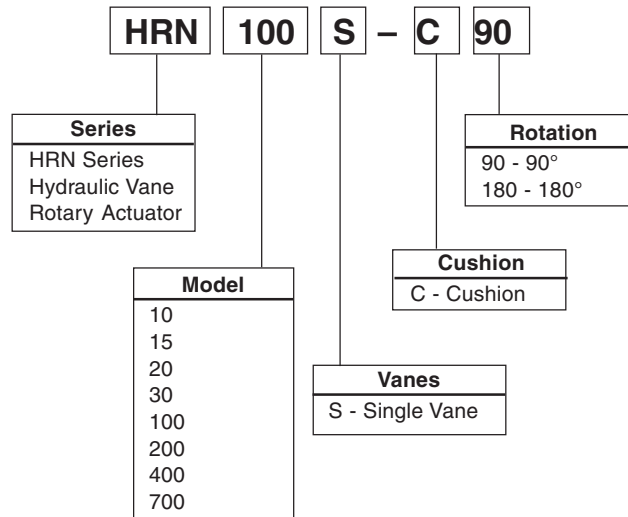 HRN 100 S – C 90
Series
HRN Series
Hydraulic Vane
Rotary Actuator
Rotation
90 - 90°
180 - 180°
Cushion
C - Cushion
Model
10
15
20
30
100
200
400
700
Vanes
S - Single Vane